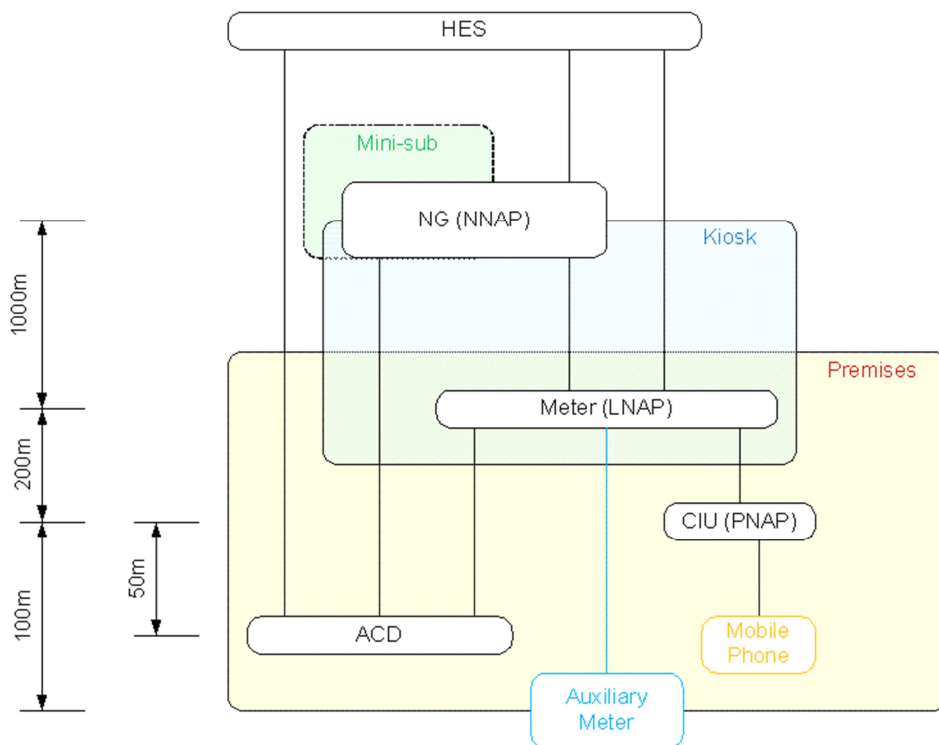 HES
Mini-sub
NG (NNAP)
Kiosk
1000m
Premises
Meter (LNAP)
200m
CIU (PNAP)
50m
100m
ACD
Mobile
Phone
Auxiliary
Meter